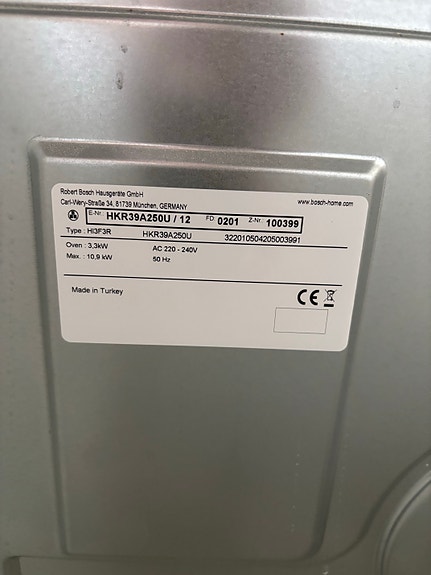 Robert Bosch Hausgeräte GmbH
Carl-Wery-Straße 34, 81739 München, GERMANY www.bosch-home.com
E-Nr. HKR39A250U / 12 FD 0201 Z-Nr. 100399
Type : HI3F3R HKR39A250U 322010504205003991
Oven : 3,3kW AC 220 - 240V
Max. : 10,9 kW 50 Hz
Made in Turkey CE